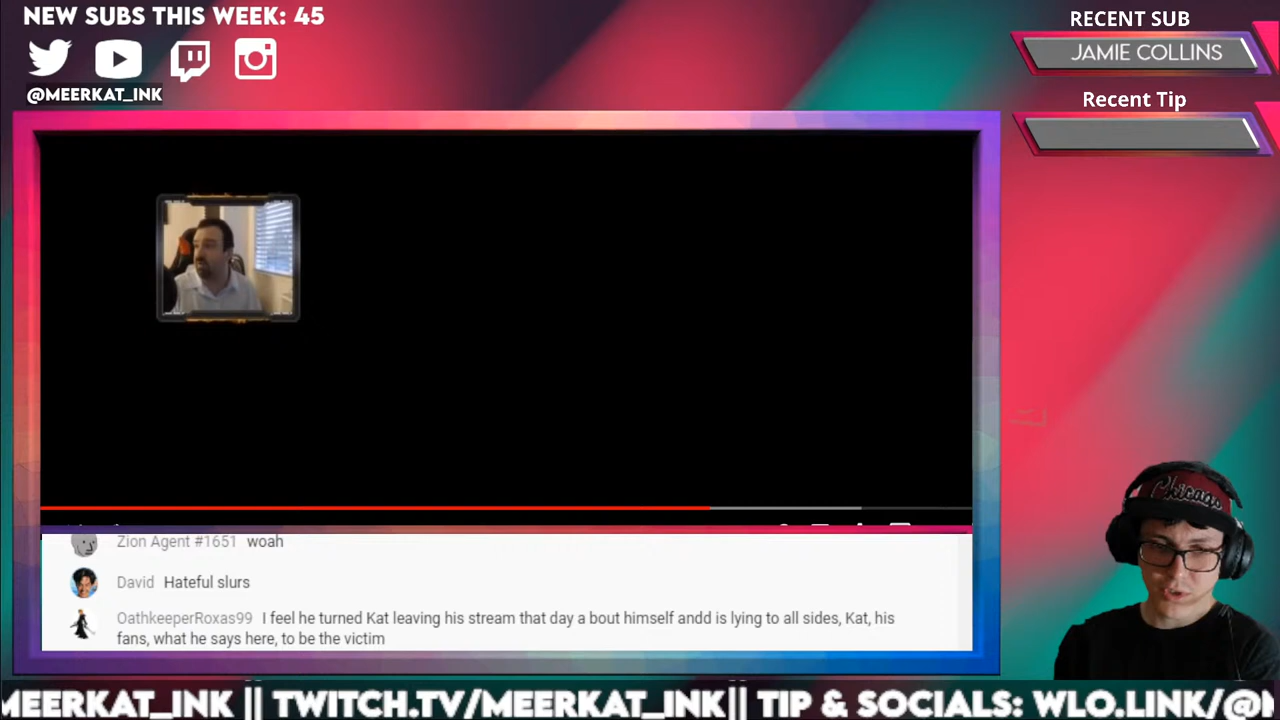 NEW SUBS THIS WEEK: 45
@MEERKAT_INK
RECENT SUB
JAMIE COLLINS
Recent Tip
Zion Agent #1651 woah
David Hateful slurs
OathkeeperRoxas99 I feel he turned Kat leaving his stream that day a bout himself andd is lying to all sides, Kat, his
fans, what he says here, to be the victim
Chicago
MEERKAT_INK || TWITCH.TV/MEERKAT_INK|| TIP & SOCIALS: WLO.LINK/@